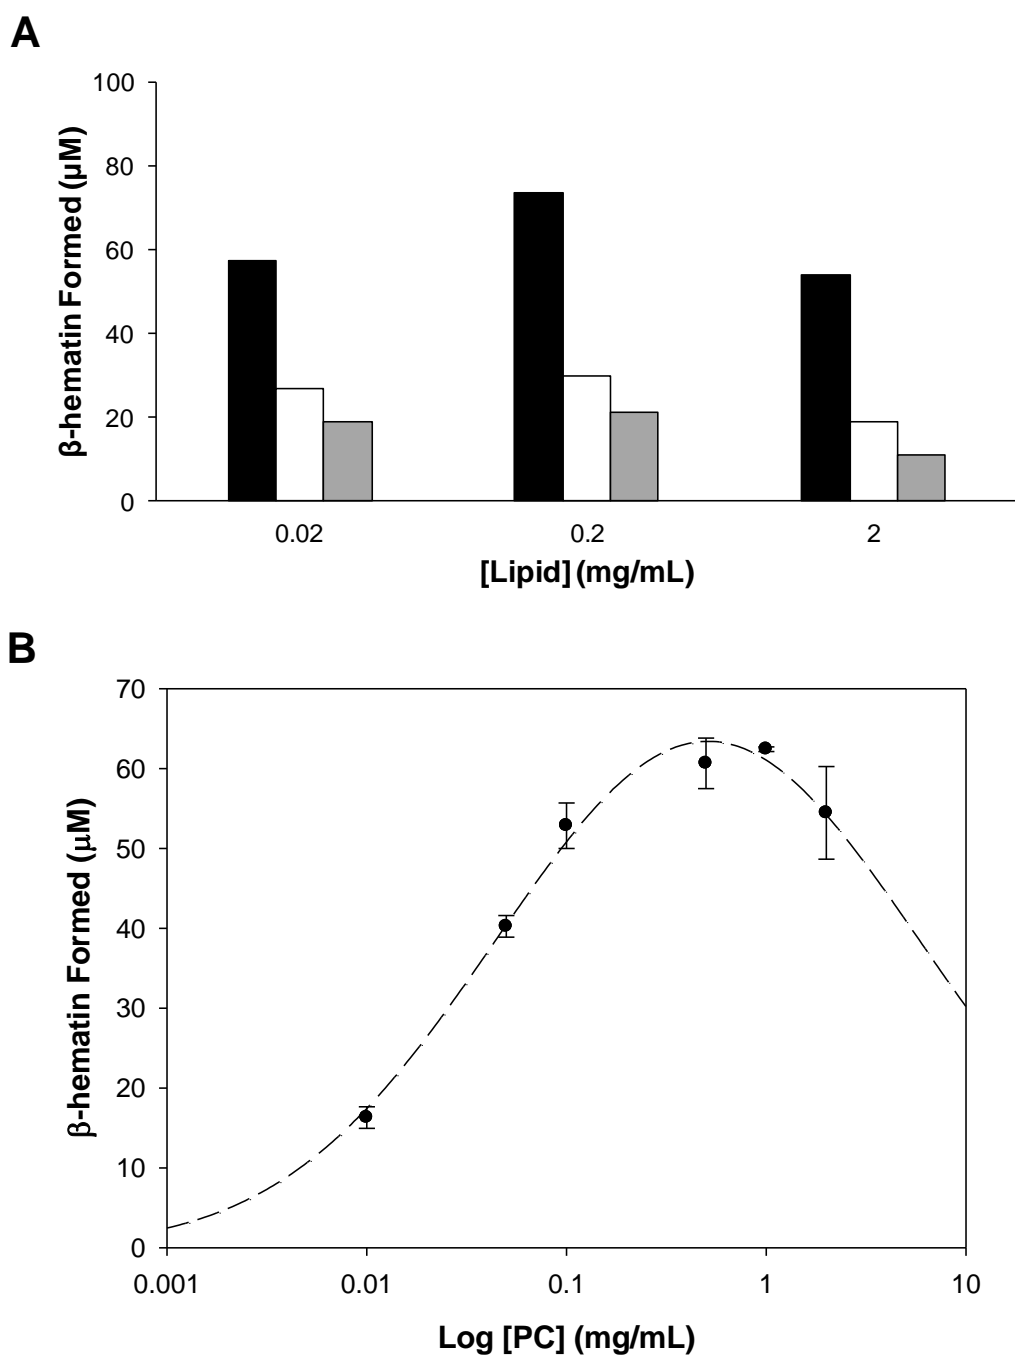 A
100
80
60
40
20
0
β-hematin Formed (μM)
0.02 0.2 2
[Lipid] (mg/mL)
B
70
60
50
40
30
20
10
0
β-hematin Formed (μM)
0.001 0.01 0.1 1 10
Log [PC] (mg/mL)